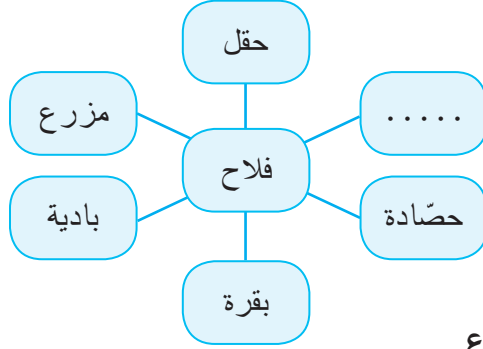 حقل
.....
مزرع
فلاح
حصّادة
بادية
بقرة
ء